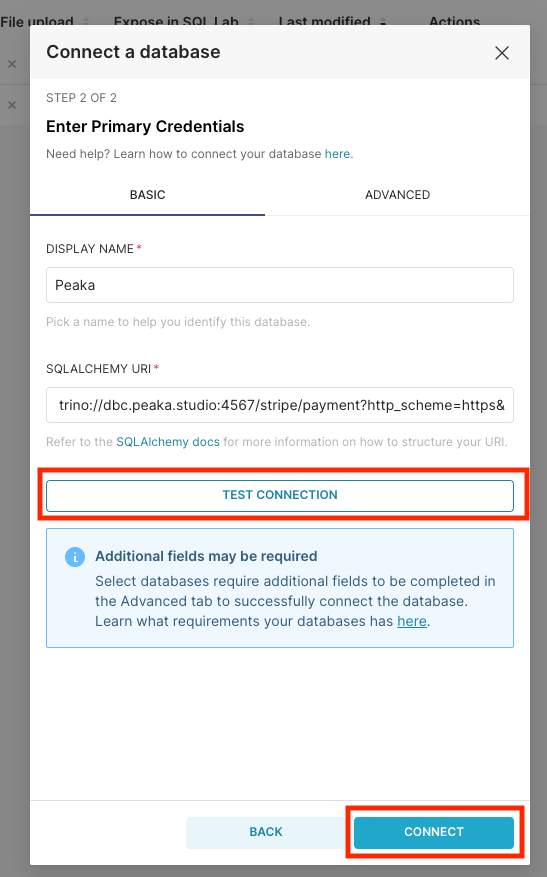 File upload Expose in SQL Lab Last modified Actions
Connect a database
STEP 2 OF 2
Enter Primary Credentials
Need help? Learn how to connect your database here.
BASIC ADVANCED
DISPLAY NAME *
Peaka
Pick a name to help you identify this database.
SQLALCHEMY URI *
trino://dbc.peaka.studio:4567/stripe/payment?http_scheme=https&
Refer to the SQLAlchemy docs for more information on how to structure your URI.
TEST CONNECTION
Additional fields may be required
Select databases require additional fields to be completed in
the Advanced tab to successfully connect the database.
Learn what requirements your databases has here.
BACK CONNECT